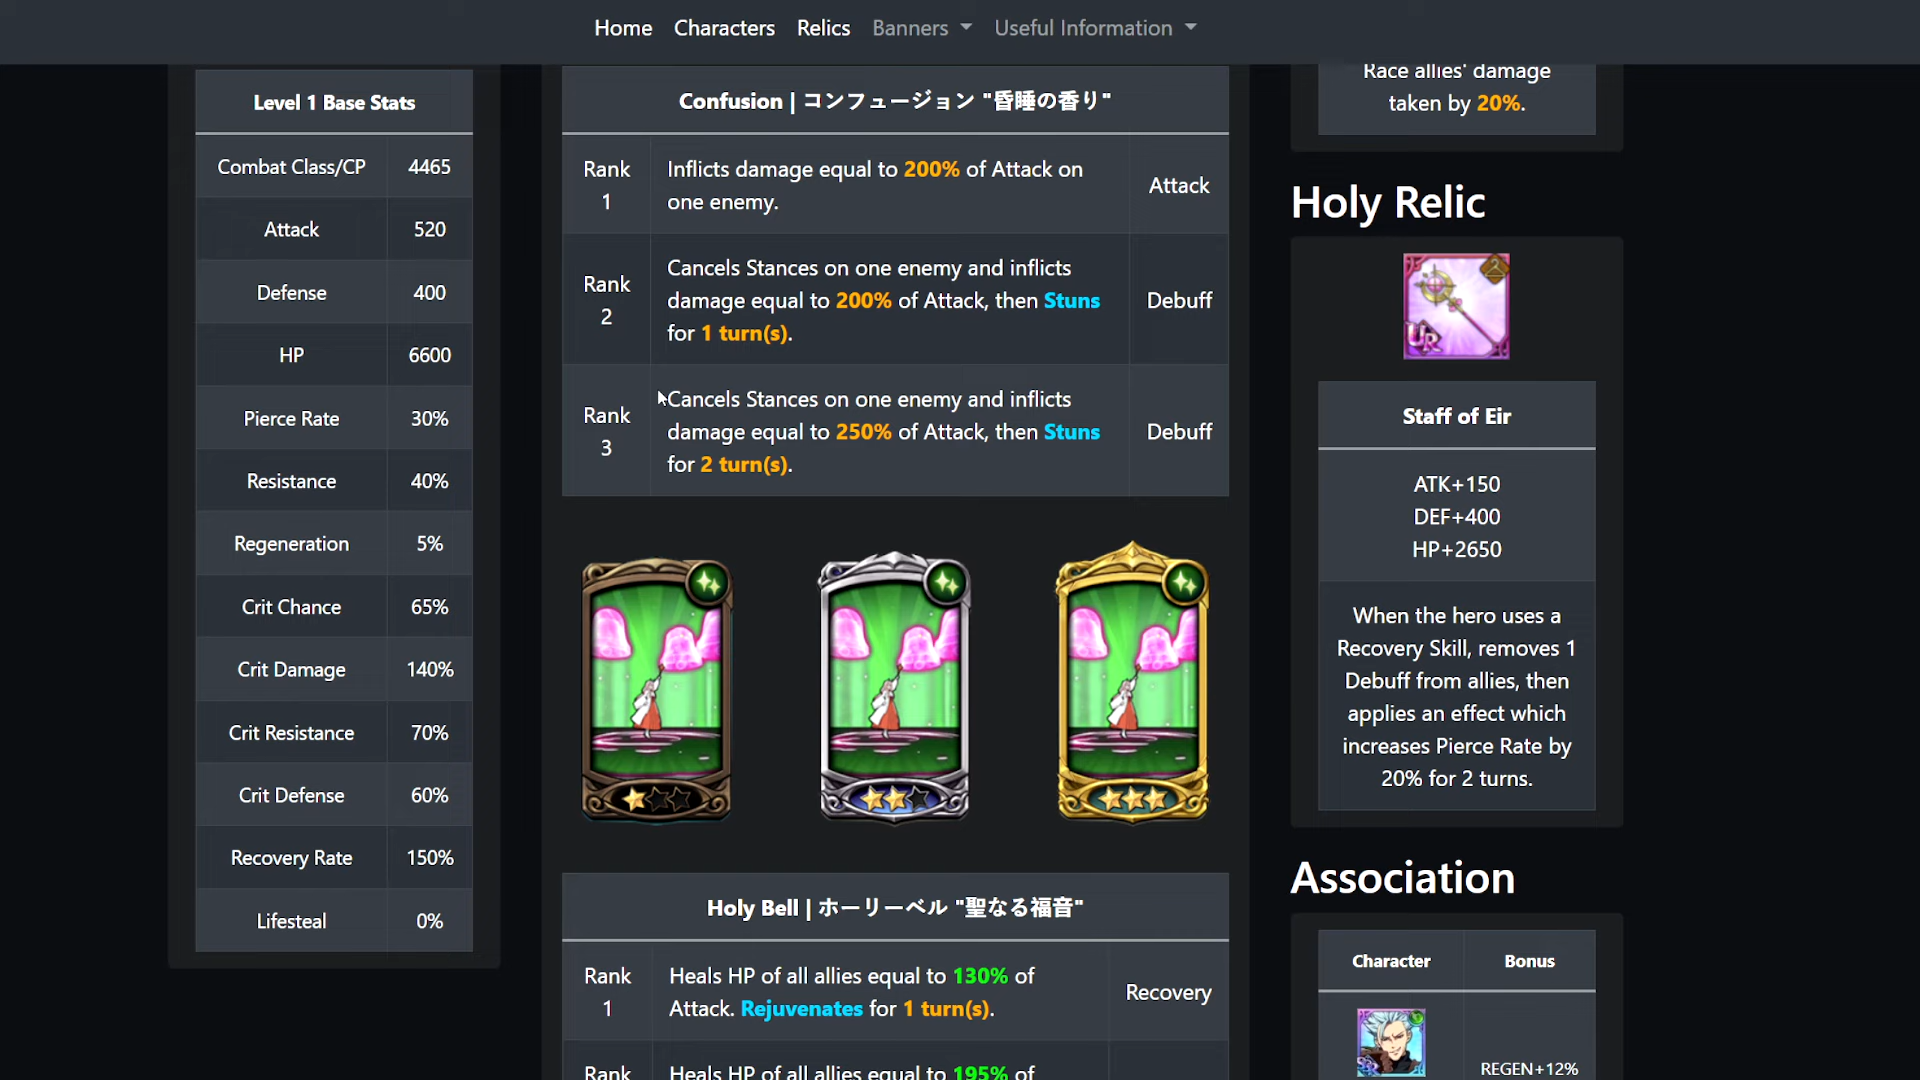 Home Characters Relics Banners Useful Information
Level 1 Base Stats
Combat Class/CP 4465
Attack 520
Defense 400
HP 6600
Pierce Rate 30%
Resistance 40%
Regeneration 5%
Crit Chance 65%
Crit Damage 140%
Crit Resistance 70%
Crit Defense 60%
Recovery Rate 150%
Lifesteal 0%
Confusion | コンフュージョン "昏睡の香り"
Rank
1
Inflicts damage equal to 200% of Attack on
one enemy.
Attack
Rank
2
Cancels Stances on one enemy and inflicts
damage equal to 200% of Attack, then Stuns
for 1 turn(s).
Debuff
Rank
3
Cancels Stances on one enemy and inflicts
damage equal to 250% of Attack, then Stuns
for 2 turn(s).
Debuff
Holy Bell | ホーリーベル "聖なる福音"
Rank
1
Heals HP of all allies equal to 130% of
Attack. Rejuvenates for 1 turn(s).
Recovery
Rank
Heals HP of all allies equal to 195% of
Race allies' damage
taken by 20%.
Holy Relic
UR
Staff of Eir
ATK+150
DEF+400
HP+2650
When the hero uses a
Recovery Skill, removes 1
Debuff from allies, then
applies an effect which
increases Pierce Rate by
20% for 2 turns.
Association
Character Bonus
REGEN+12%